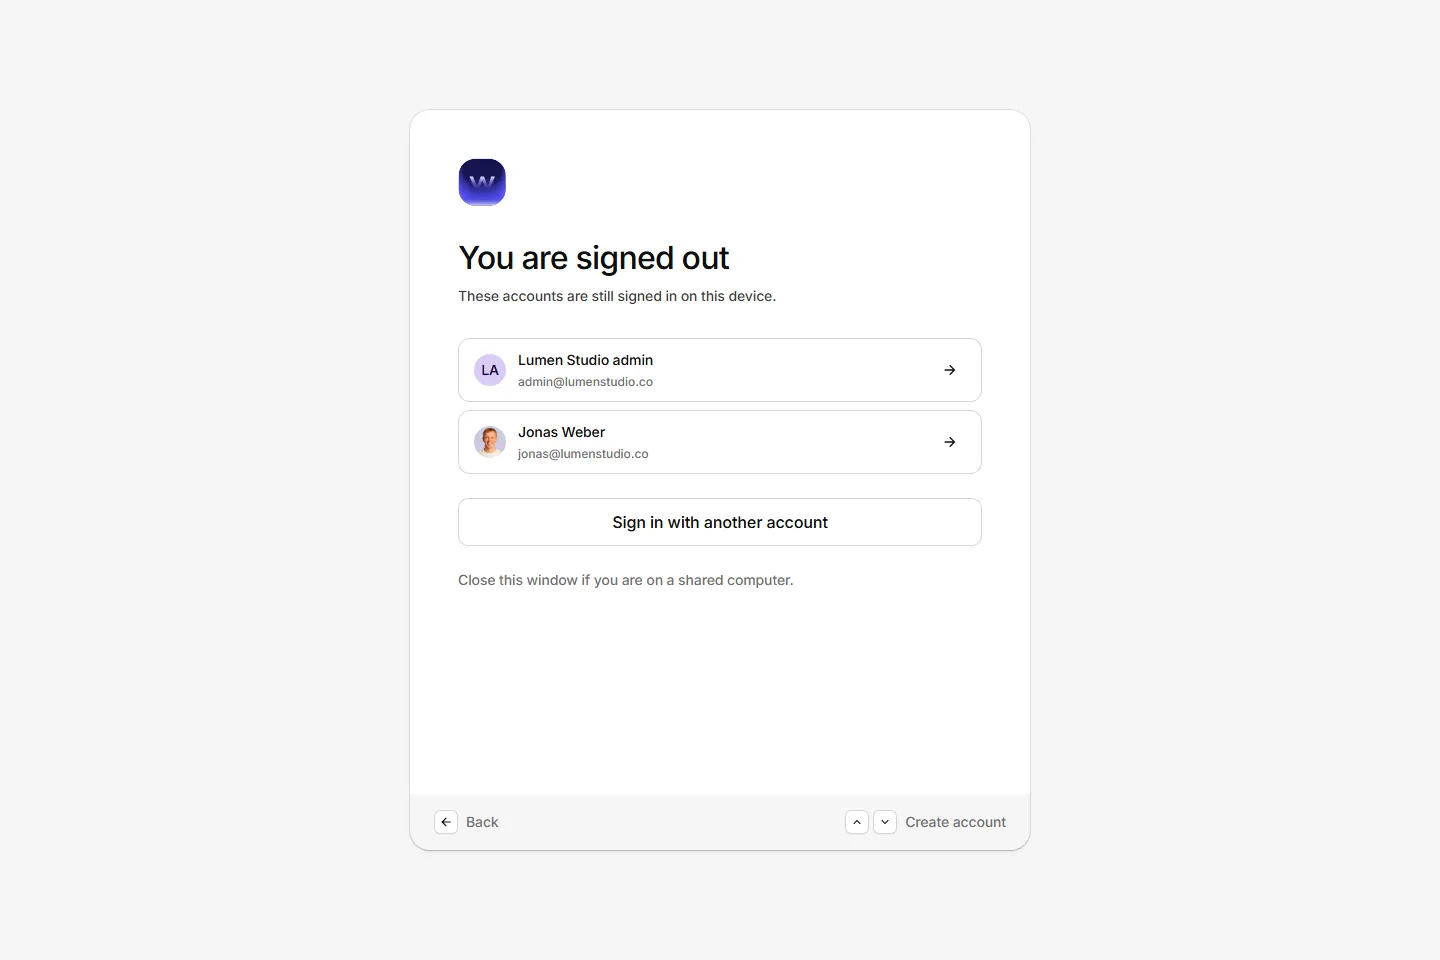 W
You are signed out
These accounts are still signed in on this device.
LA
Lumen Studio admin
admin@lumenstudio.co
Jonas Weber
jonas@lumenstudio.co
Sign in with another account
Close this window if you are on a shared computer.
Back
Create account